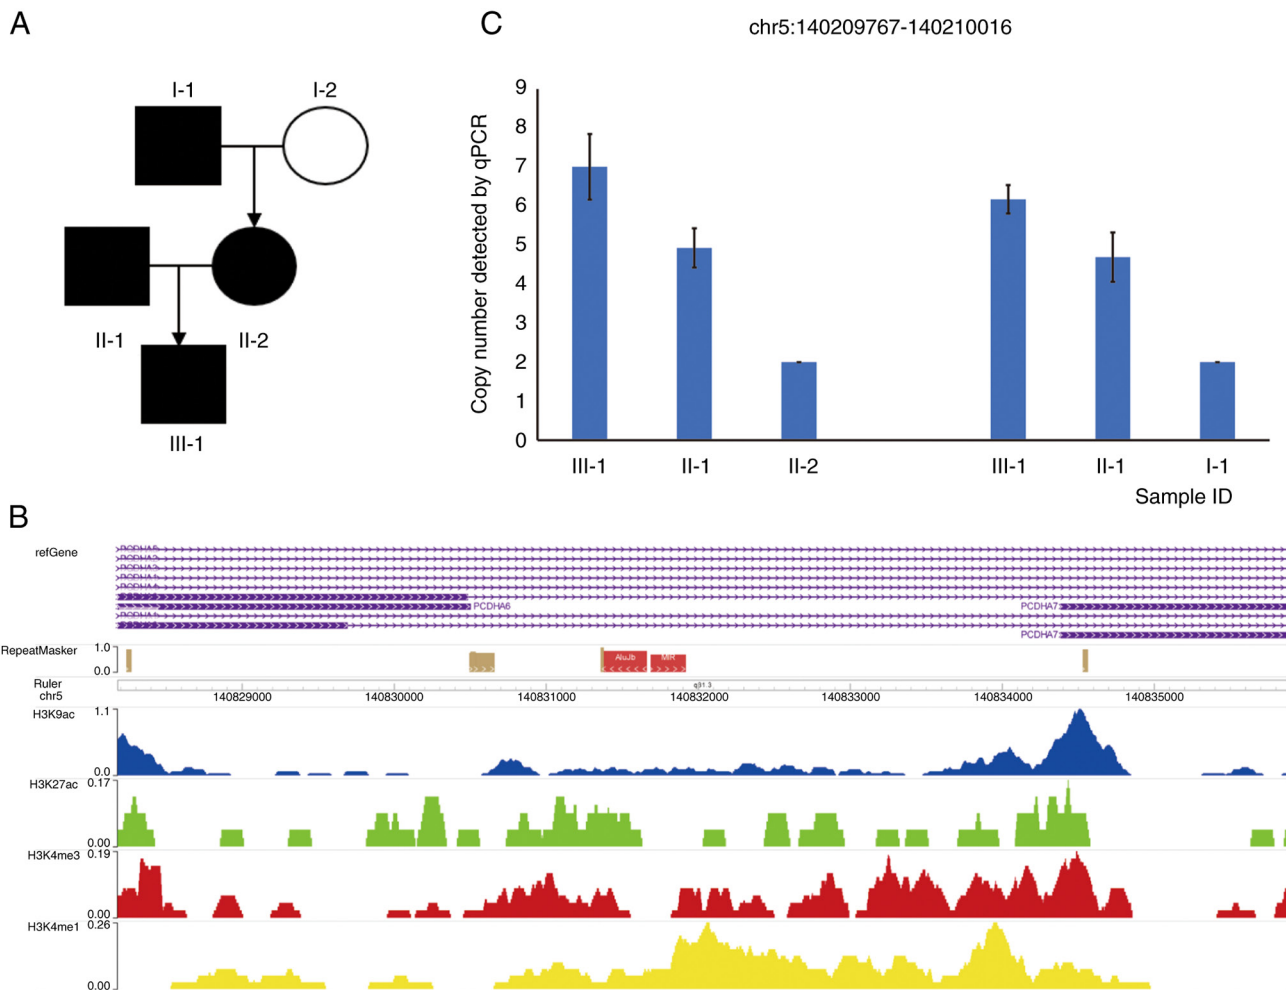 A
I-1
I-2
II-1
II-2
III-1
C
chr5:140209767-140210016
Copy number detected by qPCR
9
8
7
6
5
4
3
2
1
0
III-1
II-1
II-2
III-1
II-1
I-1
Sample ID
B
refGene
PCDHA6
PCDHA7
PCDHA7
RepeatMasker
1.0
0.0
AluJb
MIR
Ruler
chr5
q31.3
140829000
140830000
140831000
140832000
140833000
140834000
140835000
H3K9ac
1.1
0.0
H3K27ac
0.17
0.00
H3K4me3
0.19
0.00
H3K4me1
0.26
0.00